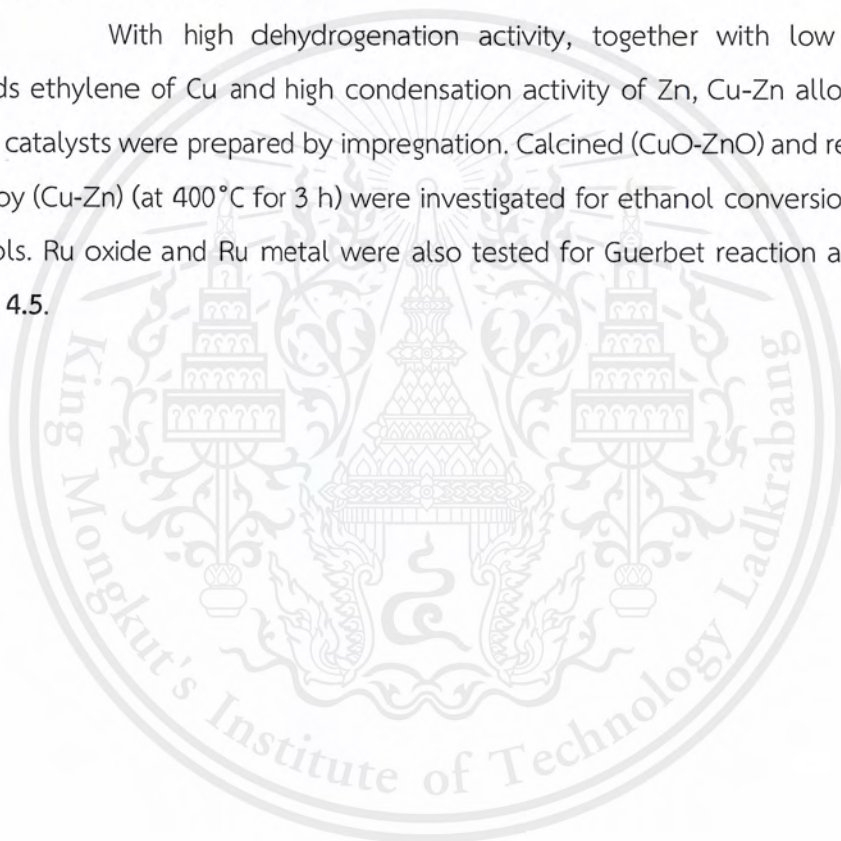 With high dehydrogenation activity, together with low
ds ethylene of Cu and high condensation activity of Zn, Cu-Zn allo
catalysts were prepared by impregnation. Calcined (CuO-ZnO) and re
oy (Cu-Zn) (at 400°C for 3 h) were investigated for ethanol conversio
ols. Ru oxide and Ru metal were also tested for Guerbet reaction a
4.5.
King Mongkut's Institute of Technology Ladkrabang